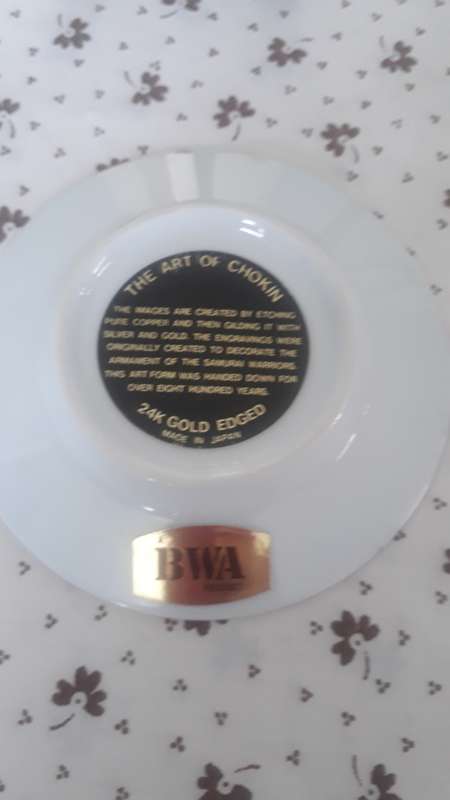 THE ART OF CHOKIN
THE IMAGES ARE CREATED BY ETCHING
PURE COPPER AND THEN GILDING IT WITH
SILVER AND GOLD. THE ENGRAVINGS WERE
ORIGINALLY CREATED TO DECORATE THE
ARMAMENT OF THE SAMURAI WARRIORS.
THIS ART FORM WAS HANDED DOWN FOR
OVER EIGHT HUNDRED YEARS.
24K GOLD EDGED
MADE IN JAPAN
BWA